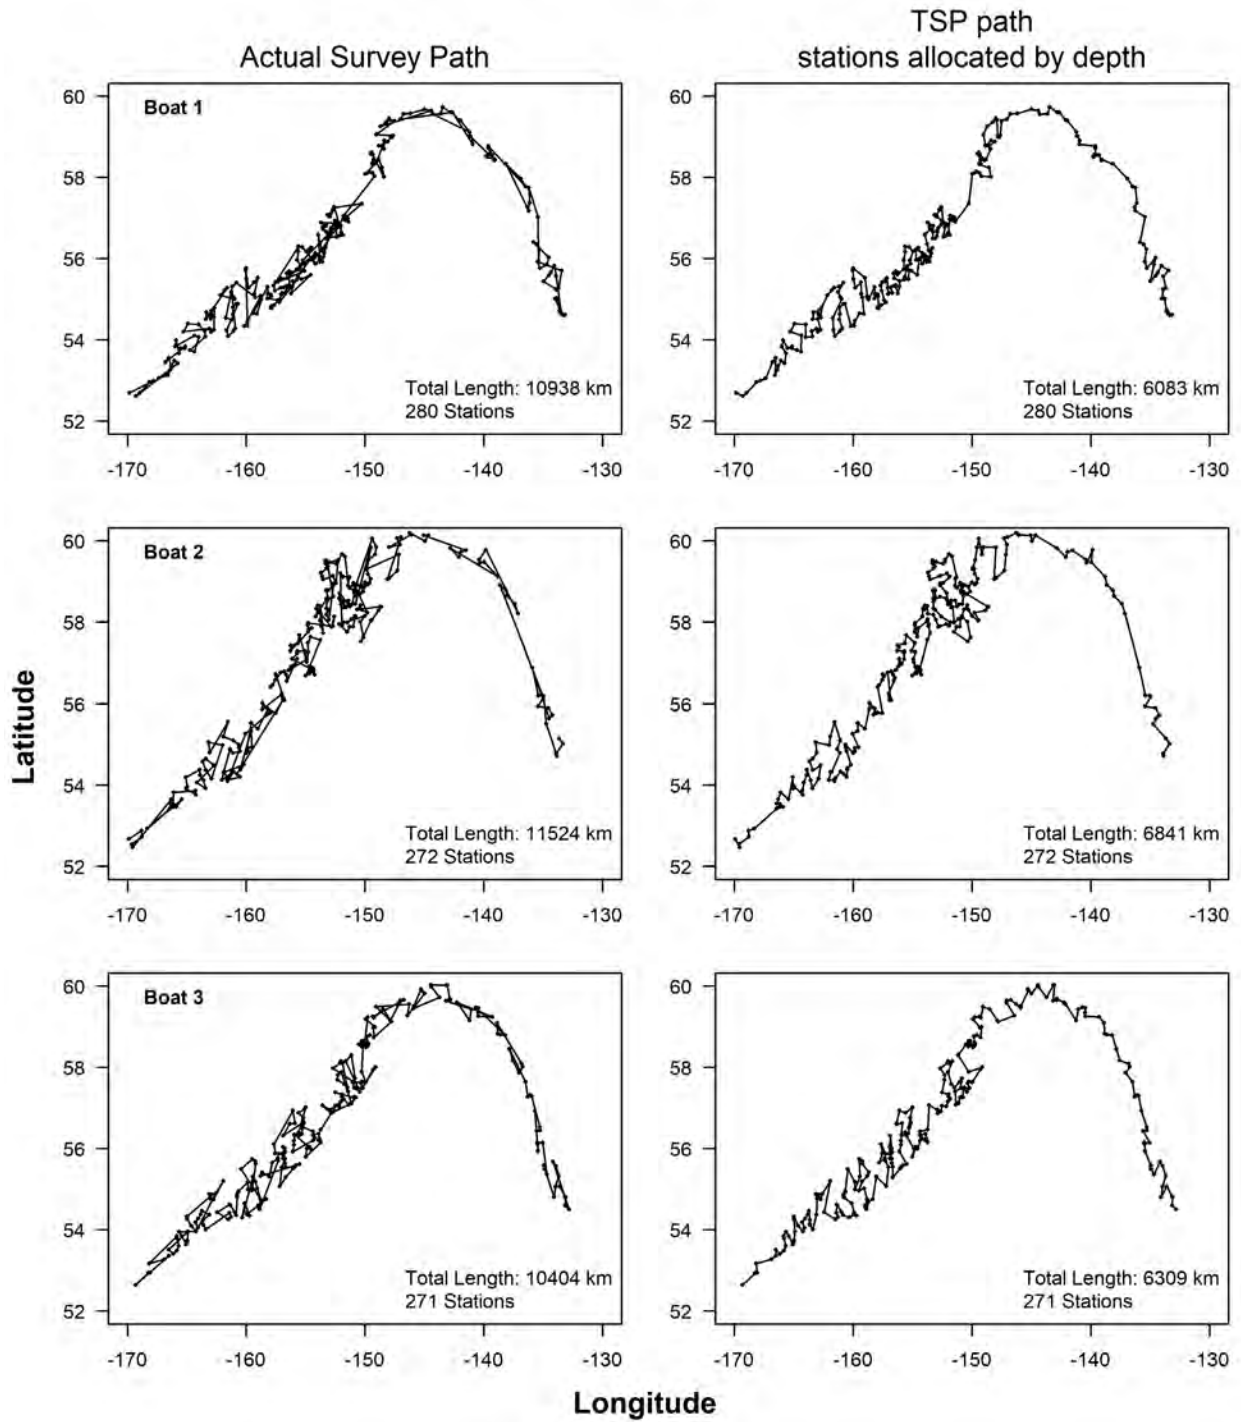 Actual Survey Path
TSP path
stations allocated by depth
60
58
56
54
52
Boat 1
Total Length: 10938 km
280 Stations
-170 -160 -150 -140 -130
60
58
56
54
52
Total Length: 6083 km
280 Stations
-170 -160 -150 -140 -130
Latitude
60
58
56
54
52
Boat 2
Total Length: 11524 km
272 Stations
-170 -160 -150 -140 -130
60
58
56
54
52
Total Length: 6841 km
272 Stations
-170 -160 -150 -140 -130
60
58
56
54
52
Boat 3
Total Length: 10404 km
271 Stations
-170 -160 -150 -140 -130
60
58
56
54
52
Total Length: 6309 km
271 Stations
-170 -160 -150 -140 -130
Longitude